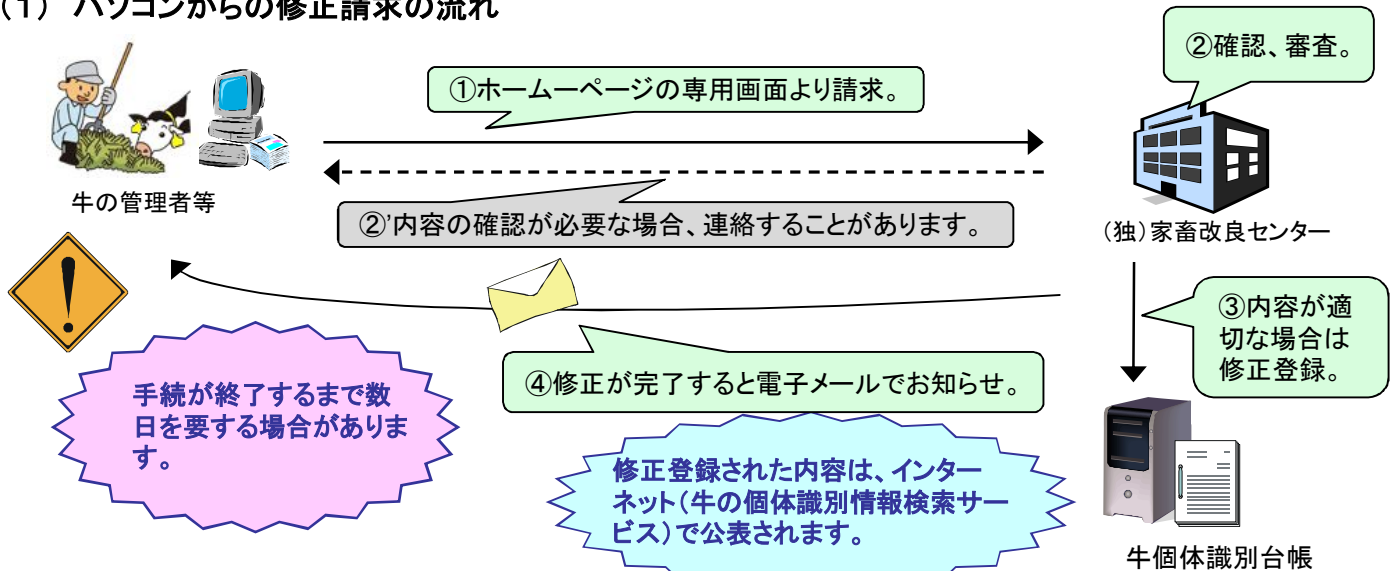 （１） パソコンからの修正請求の流れ
②確認、審査。
①ホームーページの専用画面より請求。
牛の管理者等
②’内容の確認が必要な場合、連絡することがあります。
（独）家畜改良センター
③内容が適
切な場合は
修正登録。
④修正が完了すると電子メールでお知らせ。
手続が終了するまで数
日を要する場合がありま
す。
修正登録された内容は、インター
ネット（牛の個体識別情報検索サー
ビス）で公表されます。
牛個体識別台帳